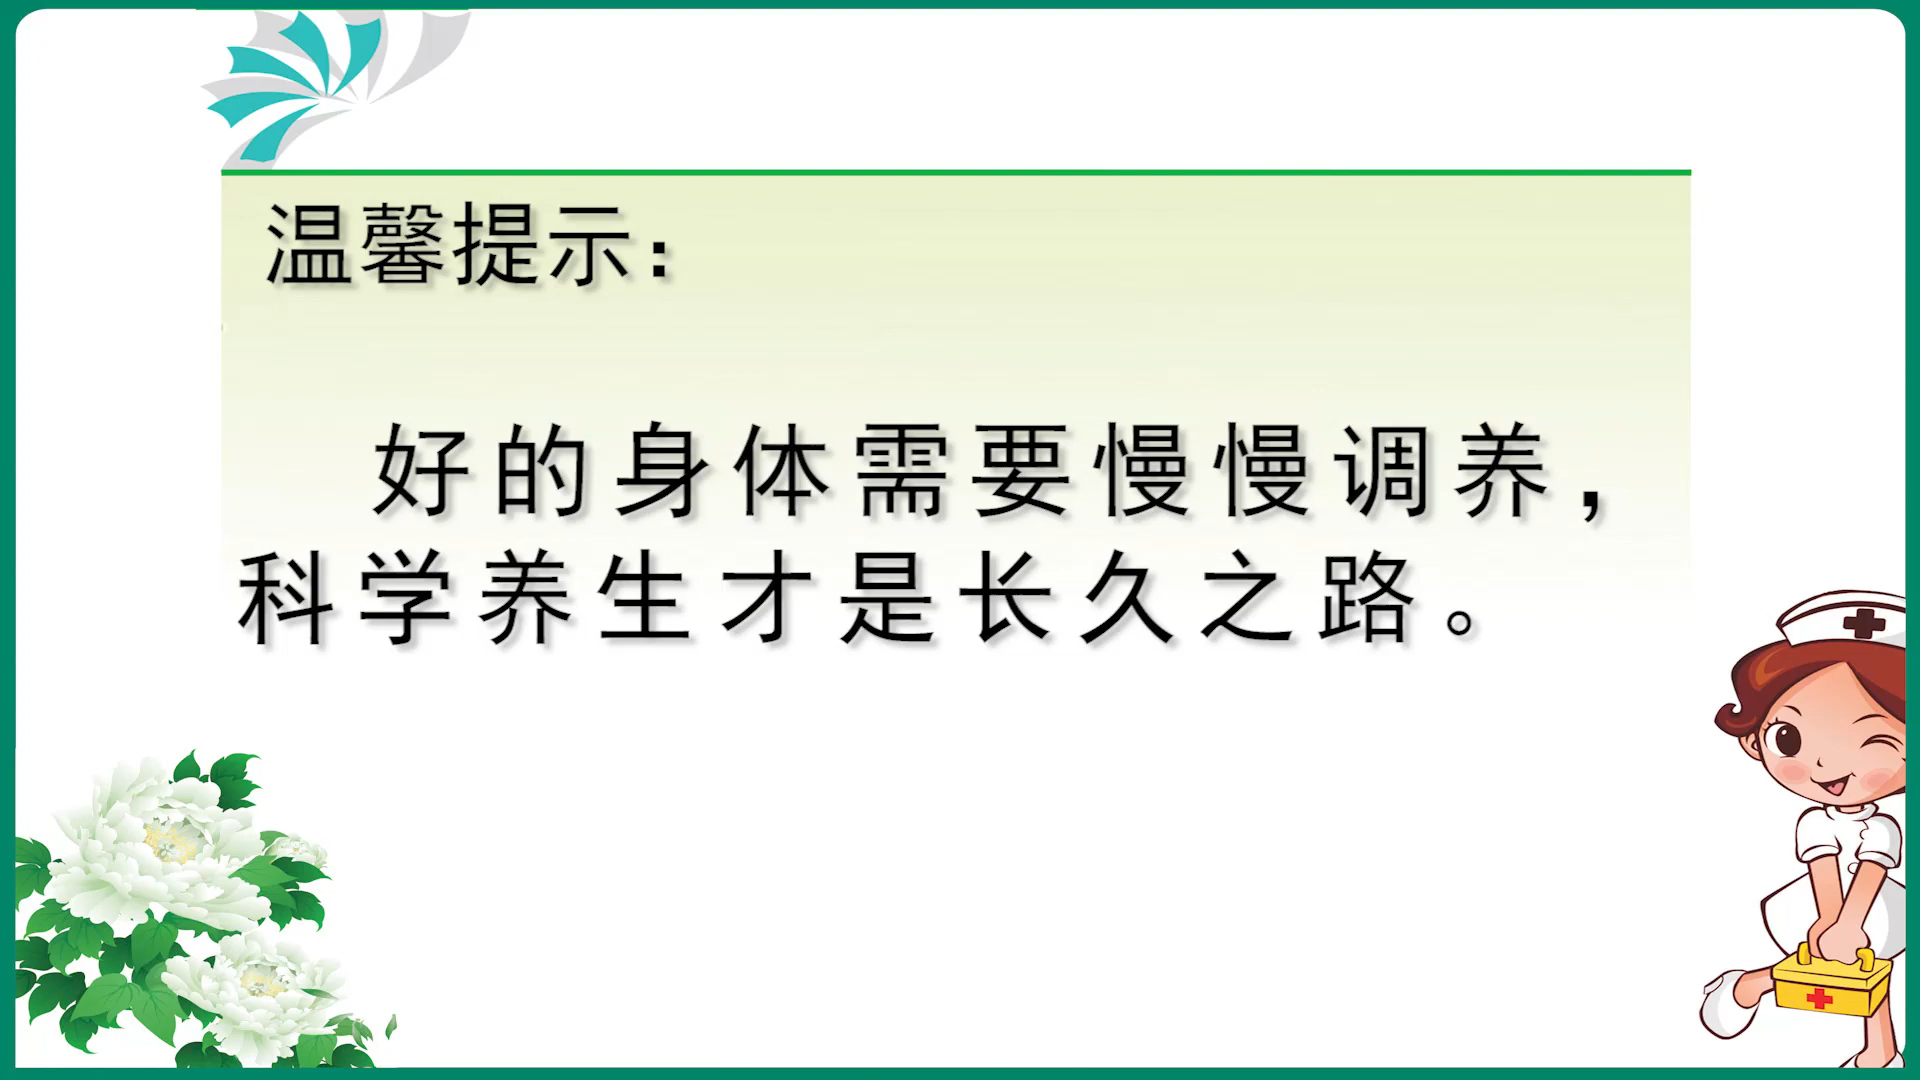 温馨提示：
好的身体需要慢慢调养，
科学养生才是长久之路。